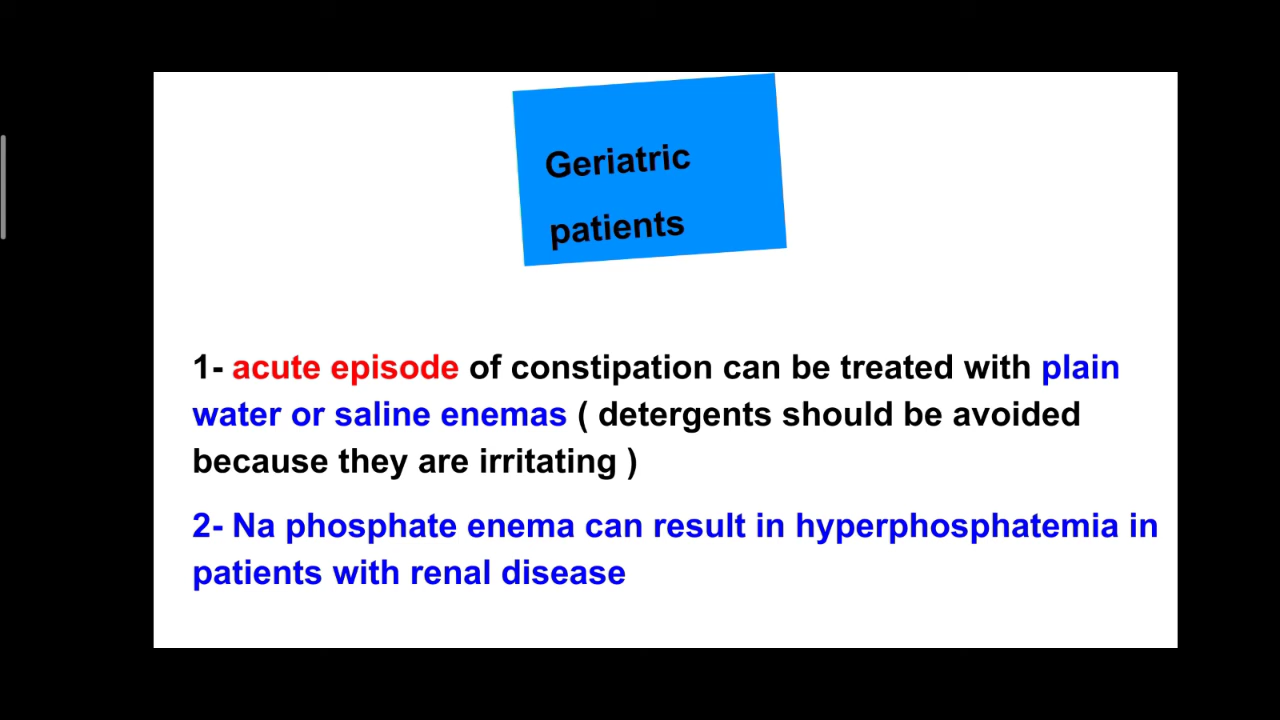 Geriatric
patients
1- acute episode of constipation can be treated with plain
water or saline enemas ( detergents should be avoided
because they are irritating )
2- Na phosphate enema can result in hyperphosphatemia in
patients with renal disease